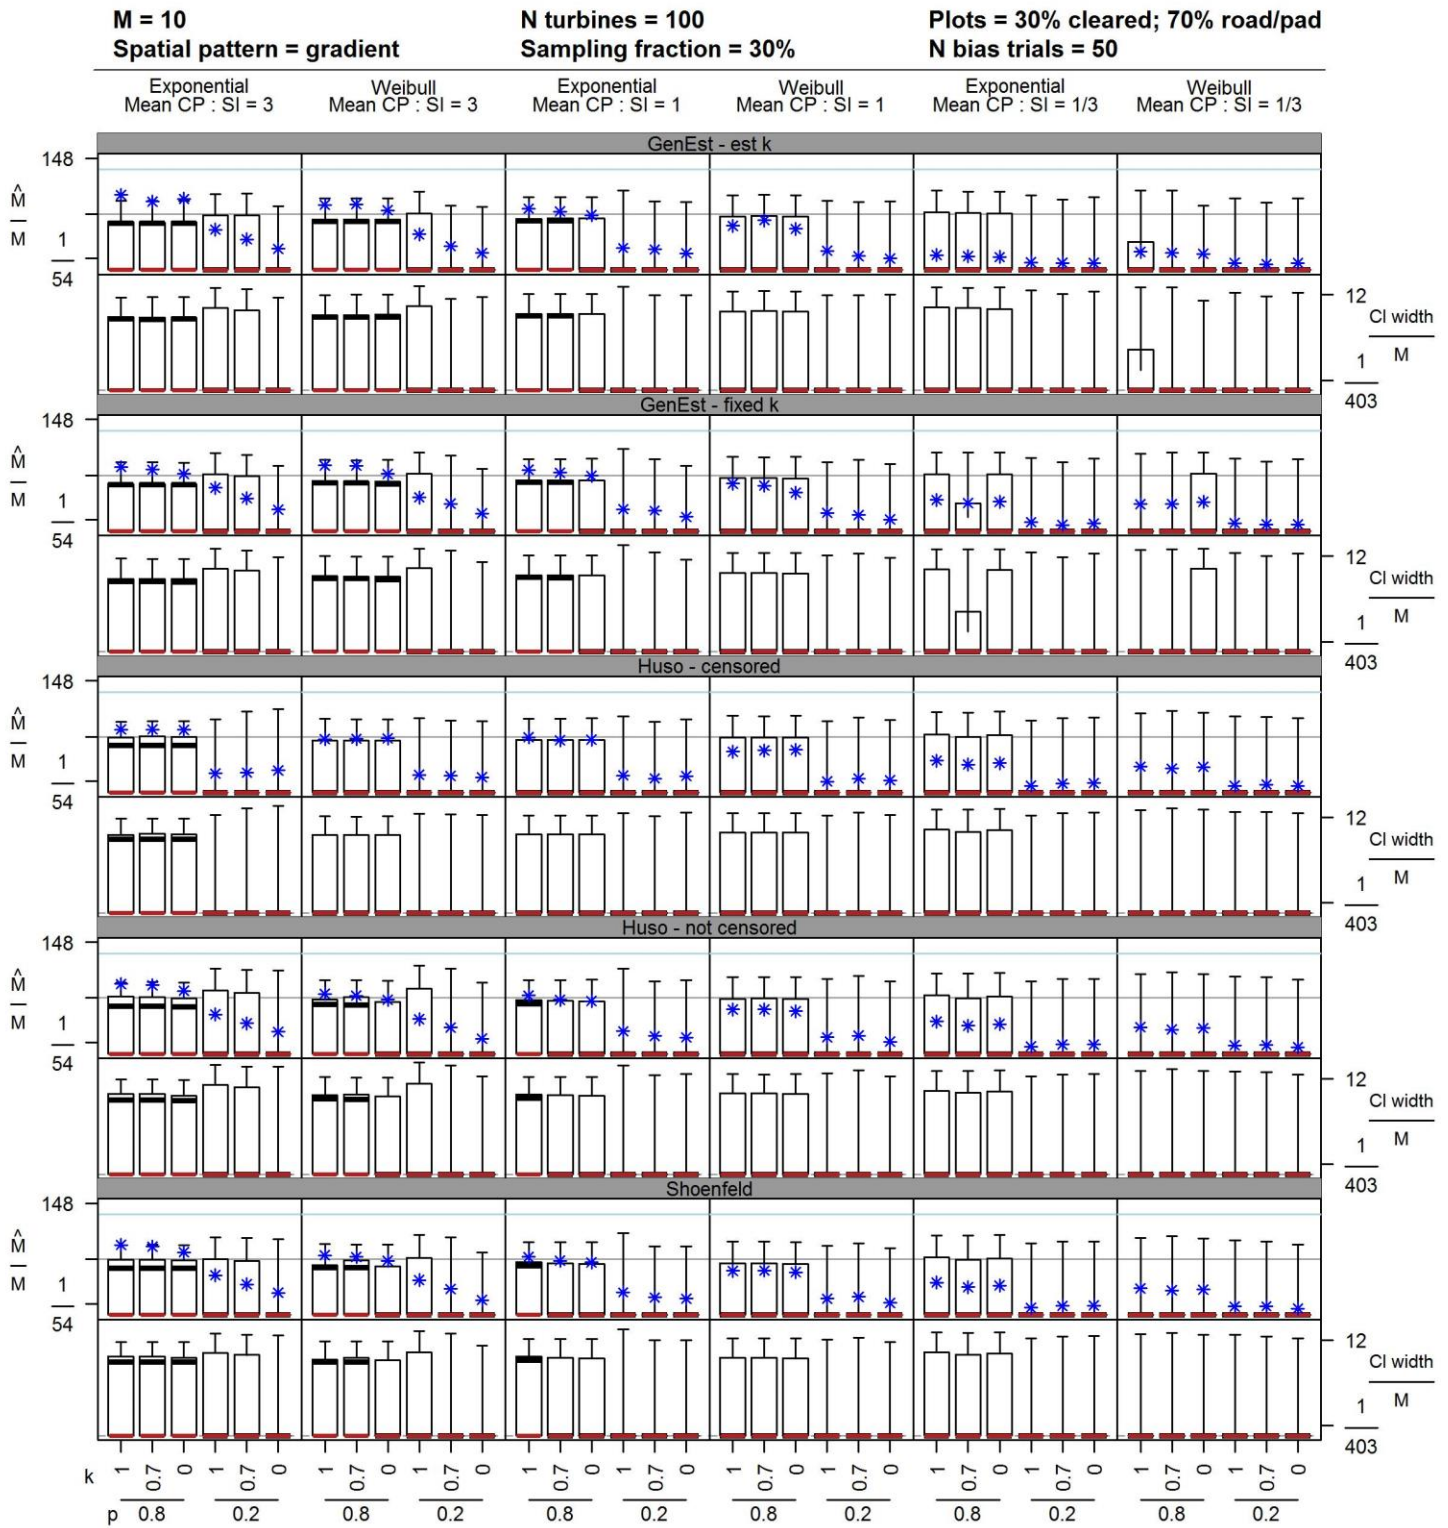 M = 10 N turbines = 100 Plots = 30% cleared; 70% road/pad
Spatial pattern = gradient Sampling fraction = 30% N bias trials = 50
Exponential Weibull Exponential Weibull Exponential Weibull
Mean CP : SI = 3 Mean CP : SI = 3 Mean CP : SI = 1 Mean CP : SI = 1 Mean CP : SI = 1/3 Mean CP : SI = 1/3
GenEst - est k
148
M̂
M
1
54
12
CI width
M
1
403
GenEst - fixed k
148
M̂
M
1
54
12
CI width
M
1
403
Huso - censored
148
M̂
M
1
54
12
CI width
M
1
403
Huso - not censored
148
M̂
M
1
54
12
CI width
M
1
403
Shoenfeld
148
M̂
M
1
54
12
CI width
M
1
403
k 1 0.7 0 1 0.7 0 1 0.7 0 1 0.7 0 1 0.7 0 1 0.7 0 1 0.7 0 1 0.7 0 1 0.7 0 1 0.7 0 1 0.7 0 1 0.7 0
p 0.8 0.2 0.8 0.2 0.8 0.2 0.8 0.2 0.8 0.2 0.8 0.2